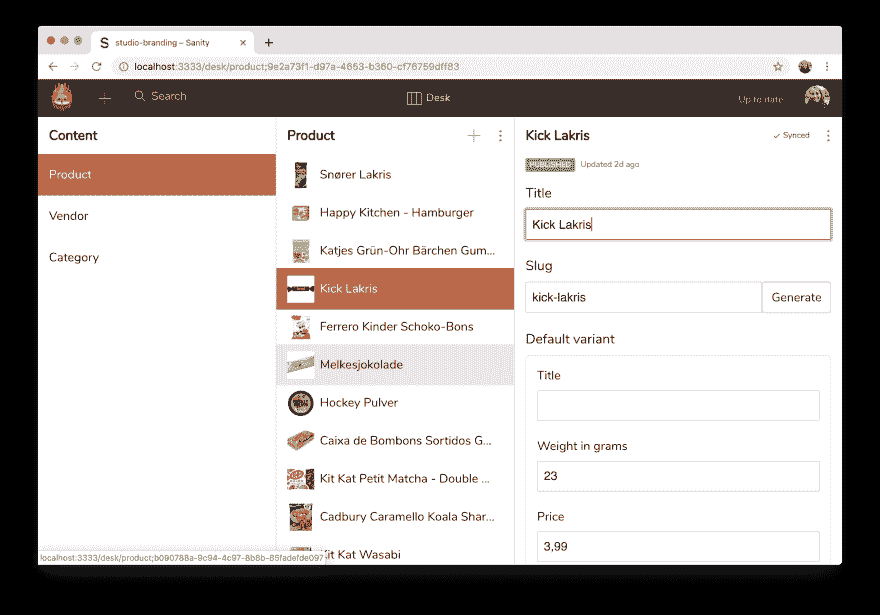 S studio-branding – Sanity
localhost:3333/desk/product;9e2a73f1-d97a-4653-b360-cf76759dff83
Search
Desk
Up to date
Content
Product
Vendor
Category
Product
Snører Lakris
Happy Kitchen - Hamburger
Katjes Grün-Ohr Bärchen Gum...
Kick Lakris
Ferrero Kinder Schoko-Bons
Melkesjokolade
Hockey Pulver
Caixa de Bombons Sortidos G...
Kit Kat Petit Matcha - Double ...
Cadbury Caramello Koala Shar...
Kit Kat Wasabi
Kick Lakris
Synced
PUBLISHED Updated 2d ago
Title
Kick Lakris
Slug
kick-lakris
Generate
Default variant
Title
Weight in grams
23
Price
3,99
localhost:3333/desk/product;b090788a-9c94-4c97-8b8b-85fadefde097